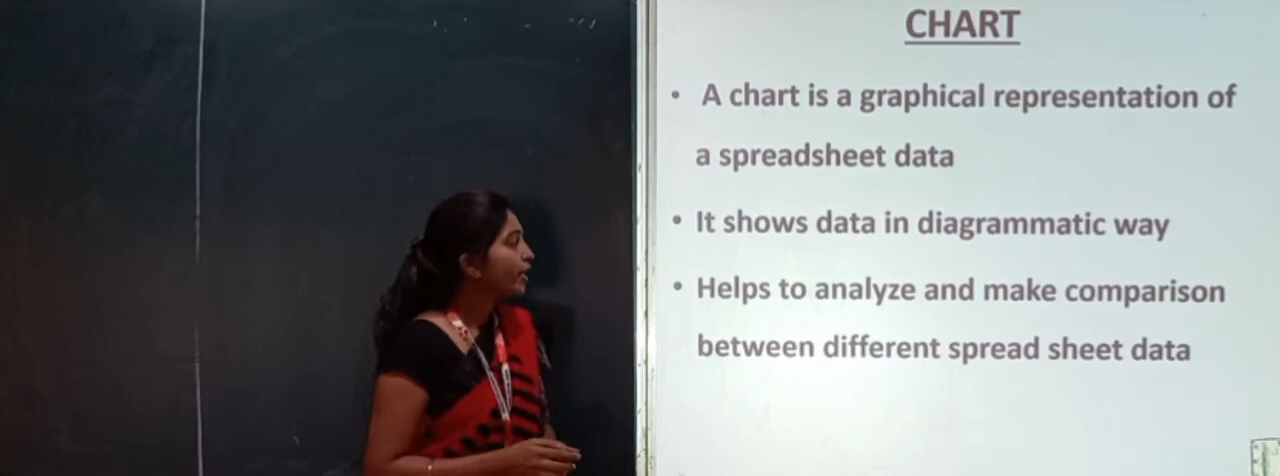 CHART
• A chart is a graphical representation of
a spreadsheet data
• It shows data in diagrammatic way
• Helps to analyze and make comparison
between different spread sheet data